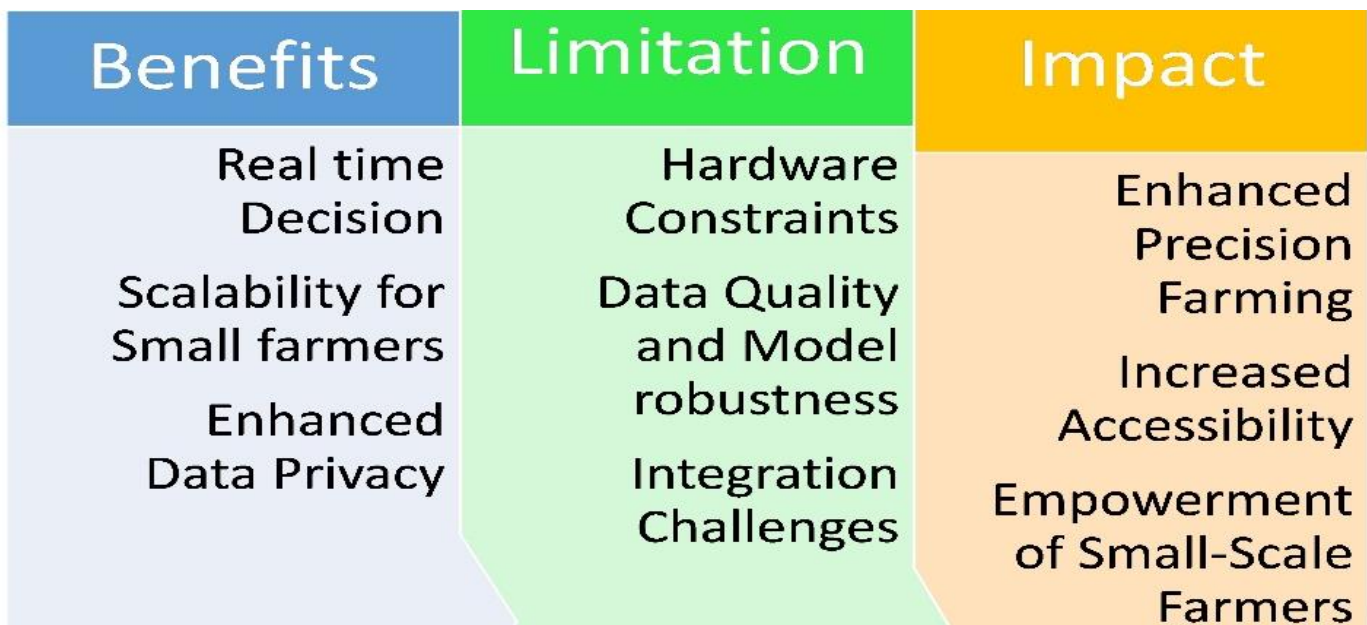 Benefits
Real time
Decision
Scalability for
Small farmers
Enhanced
Data Privacy
Limitation
Hardware
Constraints
Data Quality
and Model
robustness
Integration
Challenges
Impact
Enhanced
Precision
Farming
Increased
Accessibility
Empowerment
of Small-Scale
Farmers